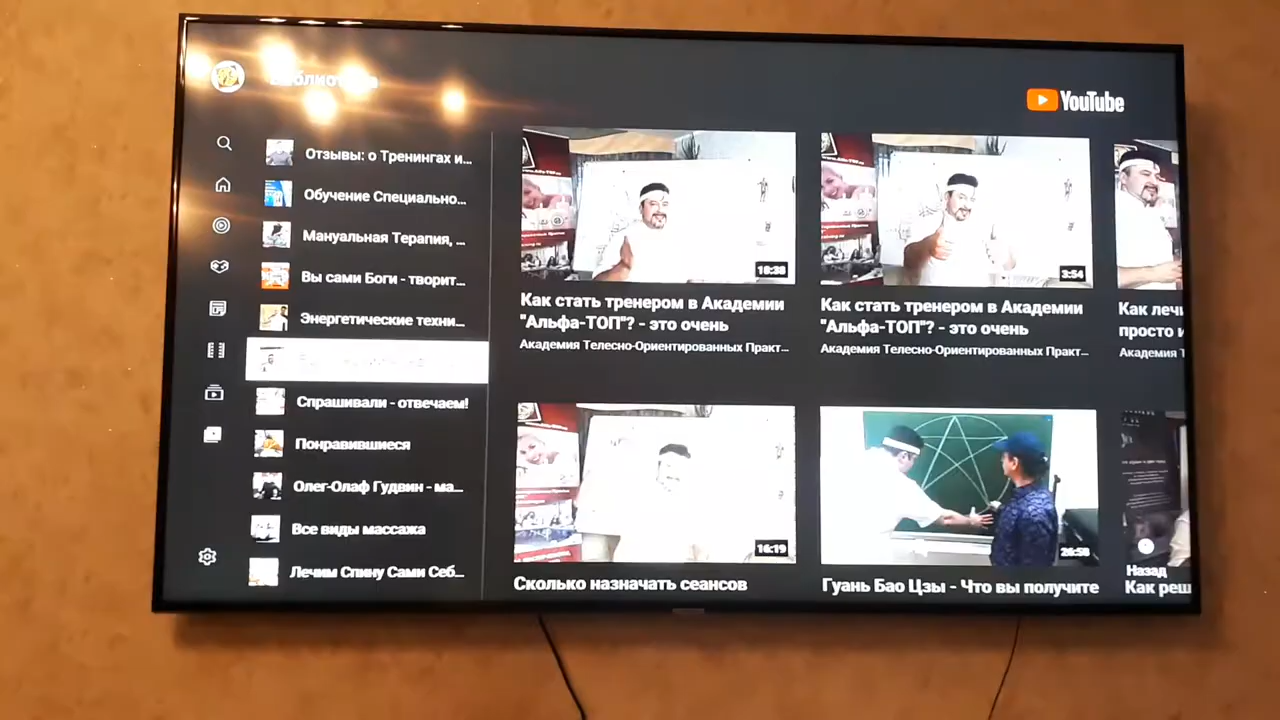 Библиотека
YouTube
Отзывы: о Тренингах и...
Обучение Специально...
Мануальная Терапия, ...
Вы сами Боги - творит...
Энергетические техни...
Спрашивали - отвечаем!
Понравившиеся
Олег-Олаф Гудвин - ма...
Все виды массажа
Лечим Спину Сами Себ...
18:38
Как стать тренером в Академии
"Альфа-ТОП"? - это очень
Академия Телесно-Ориентированных Практ...
3:54
Как стать тренером в Академии
"Альфа-ТОП"? - это очень
Академия Телесно-Ориентированных Практ...
Как лечи
просто и
Академия Т
16:19
Сколько назначать сеансов
26:58
Гуань Бао Цзы - Что вы получите
Назад
Как реш